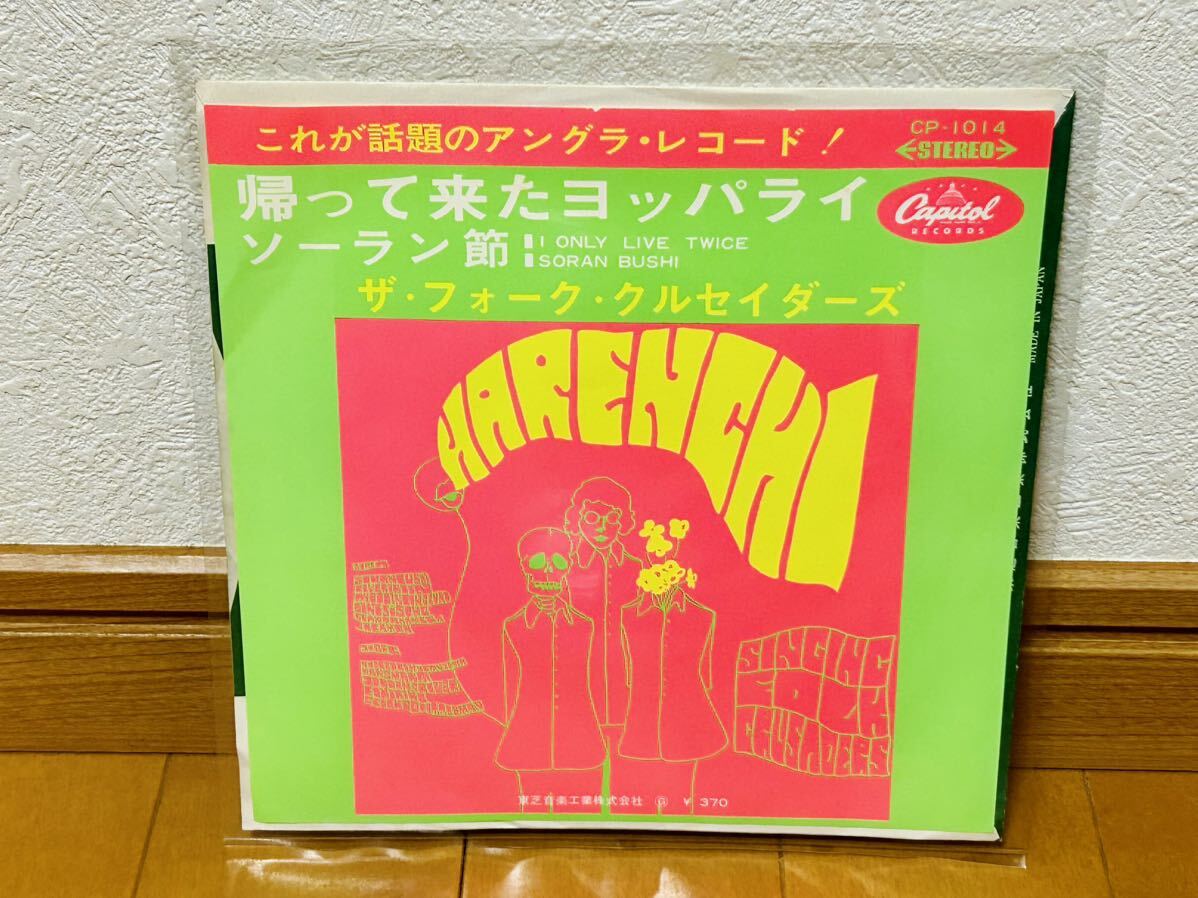 これが話題のアングラ・レコード!
CP-1014
STEREO
帰って来たヨッパライ
ソーラン節
I ONLY LIVE TWICE
SORAN BUSHI
Capitol
RECORDS
ザ・フォーク・クルセイダーズ
HARENCHI
SINGING
FOLK
CRUSADERS
東芝音楽工業株式会社 Ⓖ ¥370
MADE IN JAPAN